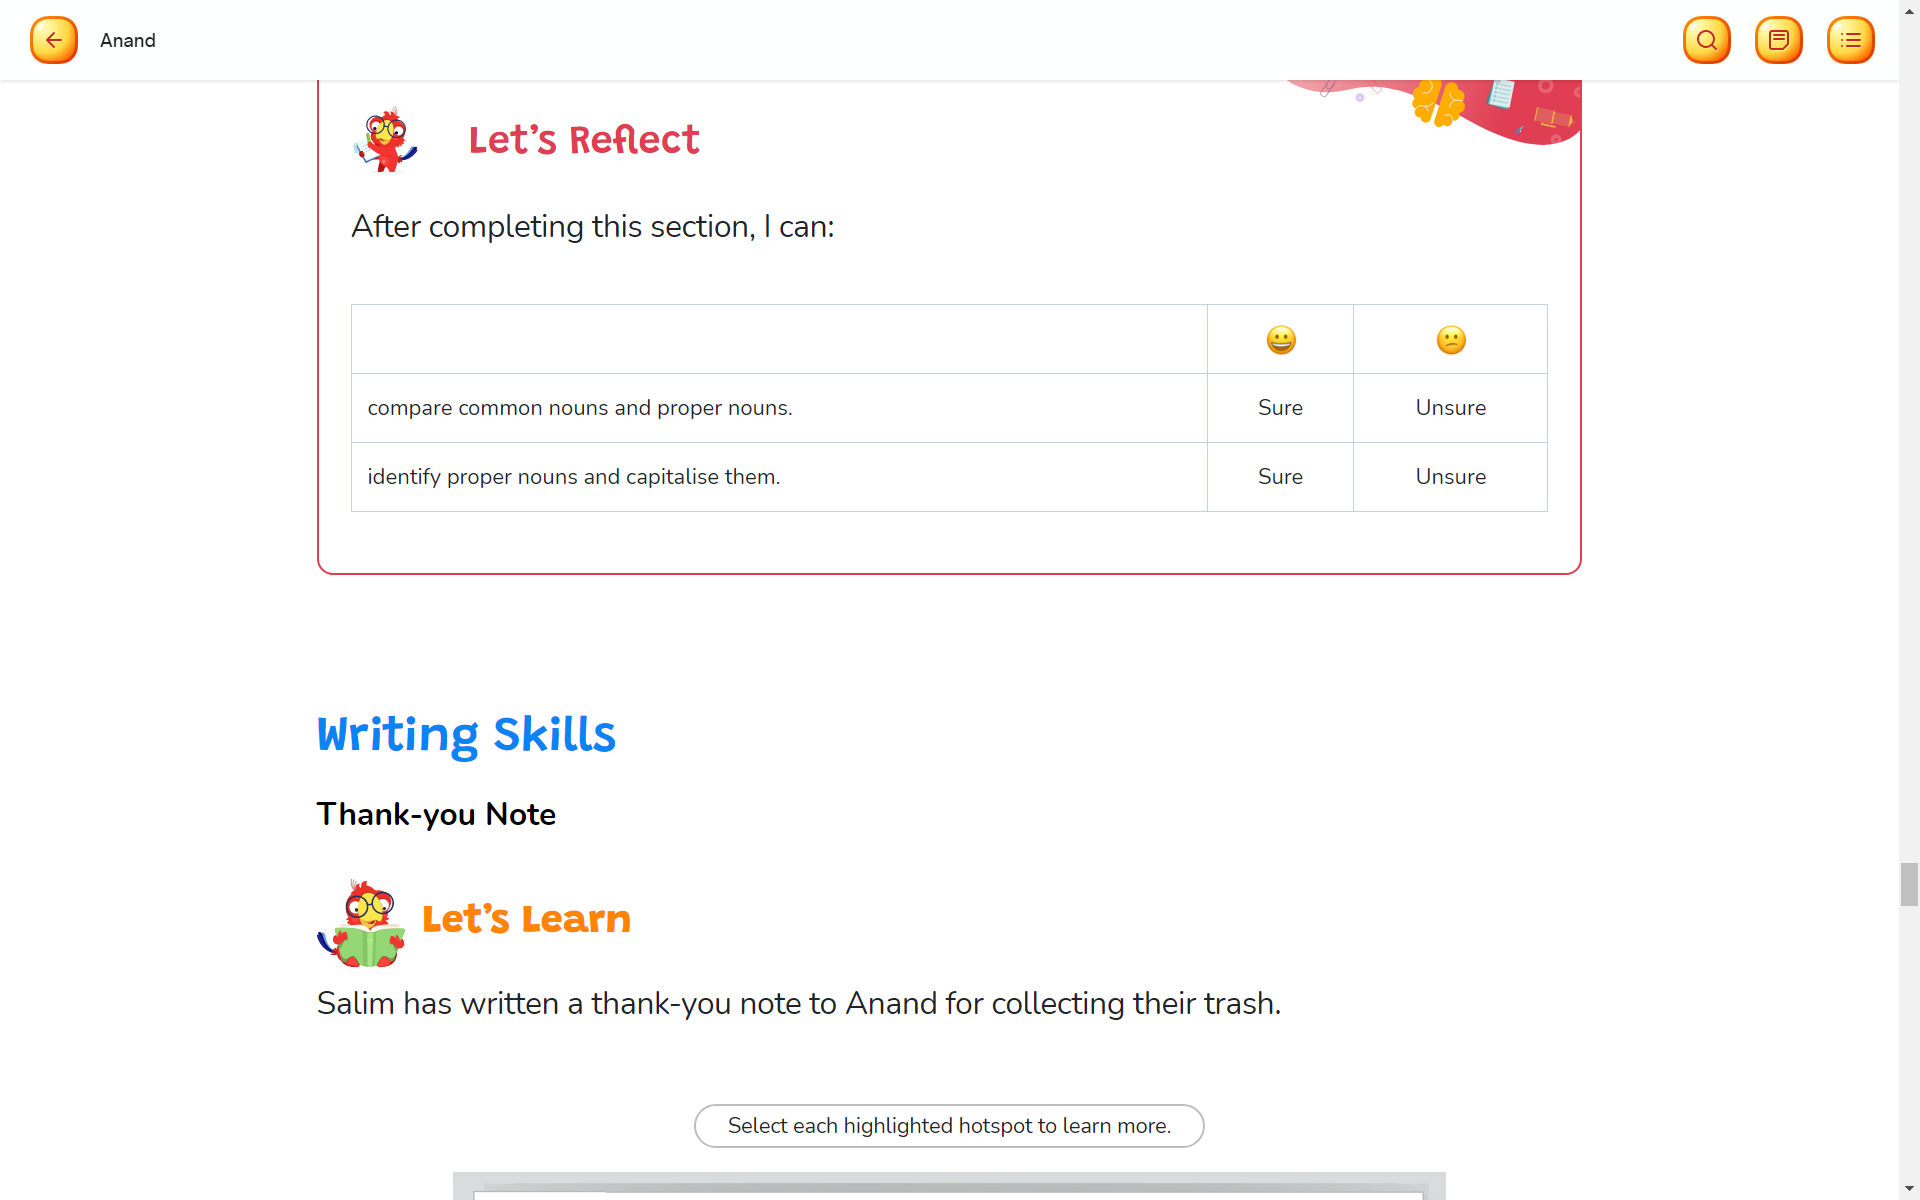 Anand
Let's Reflect
After completing this section, I can:
compare common nouns and proper nouns. Sure Unsure
identify proper nouns and capitalise them. Sure Unsure
Writing Skills
Thank-you Note
Let's Learn
Salim has written a thank-you note to Anand for collecting their trash.
Select each highlighted hotspot to learn more.